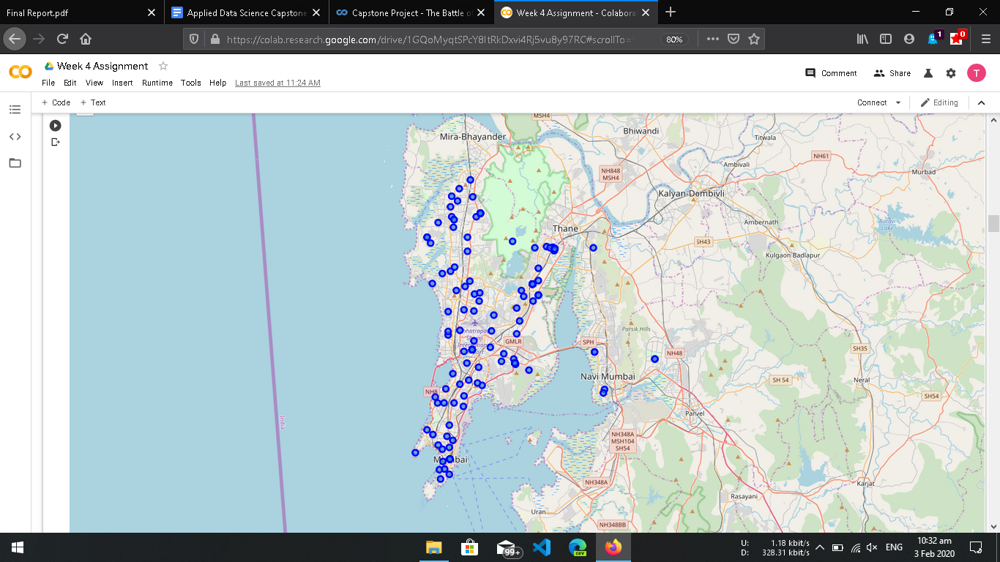 Final Report.pdf
Applied Data Science Capstone
Capstone Project - The Battle o
Week 4 Assignment - Colabora
https://colab.research.google.com/drive/1GQoMyqtSPcY8ItRkDxvi4Rj5vu8y97RC#scrollTo=
80%
1
0
Week 4 Assignment
File Edit View Insert Runtime Tools Help Last saved at 11:24 AM
Comment Share T
+ Code + Text
Connect Editing
MSH4
Mira-Bhayander
Bhiwandi
Titwala
NH61
Ambivali
NH848
MSH4
Murbad
Kalyan-Dombivli
Ambernath
Batavi
Lake
Thane
SH43
Kulgaon Badlapur
Parsik Hills
GMLR
SPH
NH48
SH35
Navi Mumbai
SH 54
Neral
NH8
SH54
Panvel
India
NH348A
MSH104
SH54
Mumbai
NH348A
Karjat
Rasayani
Uran
NH348BB
99+
DEV
U: 1.18 kbit/s
D: 328.31 kbit/s
ENG
10:32 am
3 Feb 2020